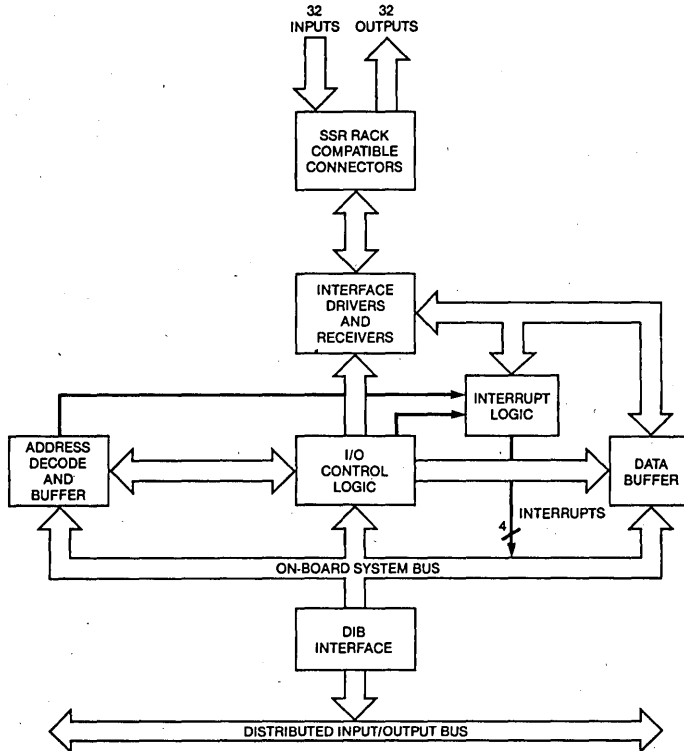 32
INPUTS
32
OUTPUTS
SSR RACK
COMPATIBLE
CONNECTORS
INTERFACE
DRIVERS
AND
RECEIVERS
INTERRUPT
LOGIC
ADDRESS
DECODE
AND
BUFFER
I/O
CONTROL
LOGIC
DATA
BUFFER
4
INTERRUPTS
ON-BOARD SYSTEM BUS
DIB
INTERFACE
DISTRIBUTED INPUT/OUTPUT BUS